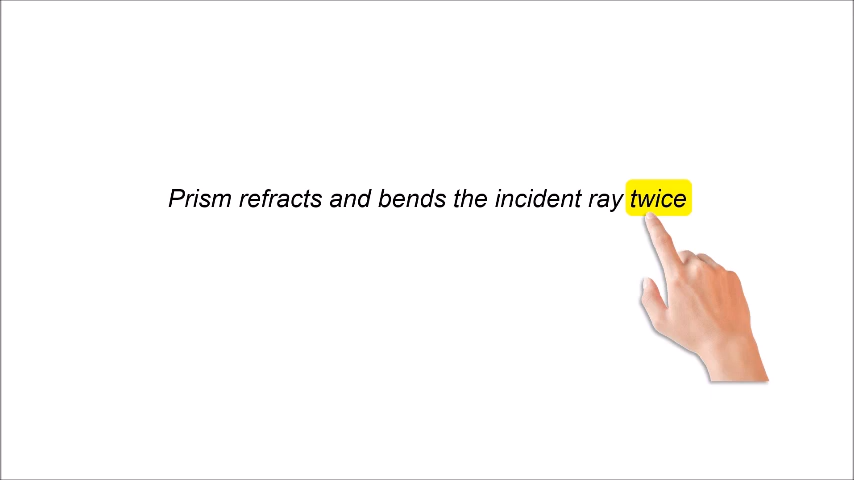 Prism refracts and bends the incident ray twice